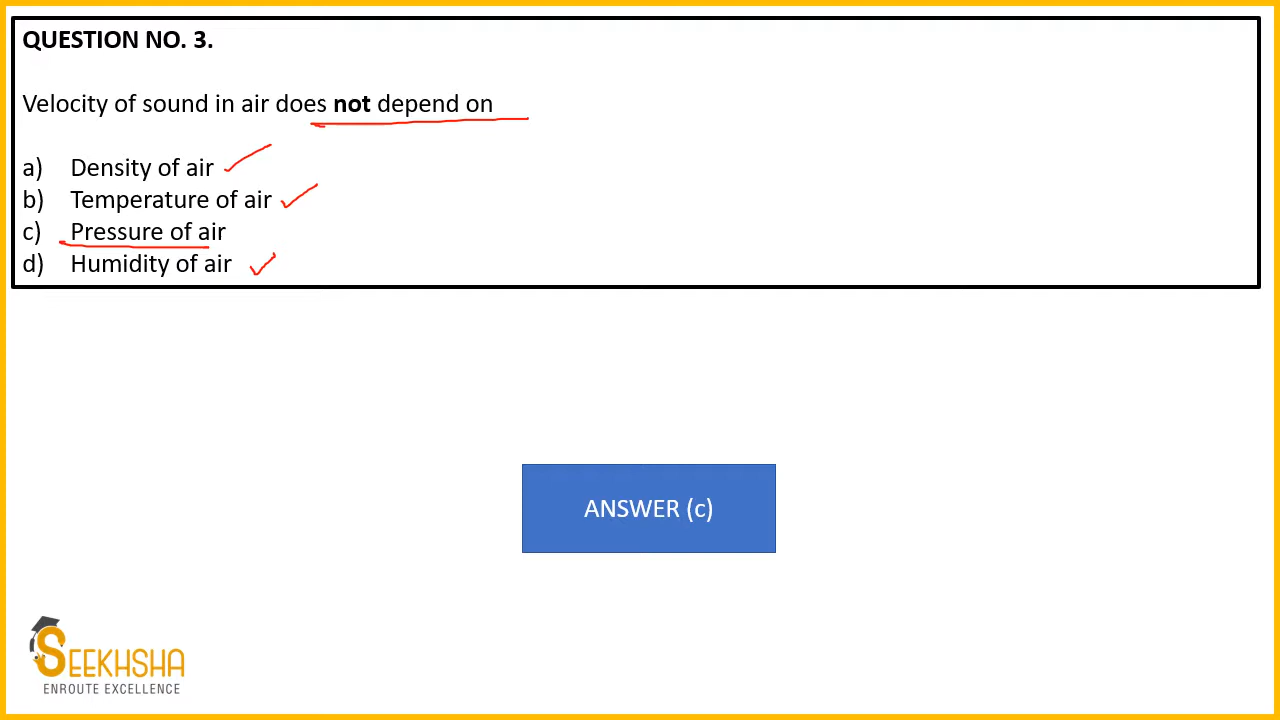 QUESTION NO. 3.
Velocity of sound in air does not depend on
a) Density of air
b) Temperature of air
c) Pressure of air
d) Humidity of air
ANSWER (c)
SEEKHSHA
ENROUTE EXCELLENCE